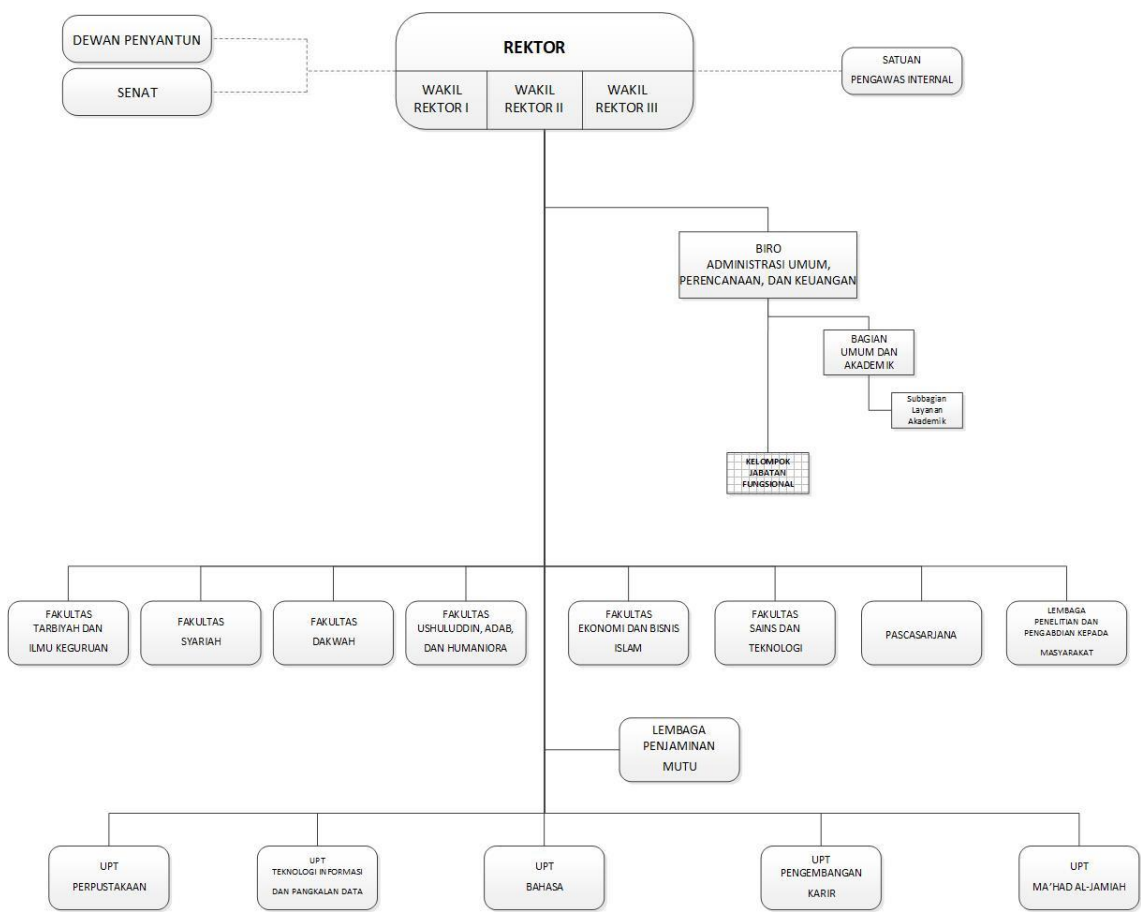 DEWAN PENYANTUN
SENAT
REKTOR
WAKIL
REKTOR I
WAKIL
REKTOR II
WAKIL
REKTOR III
SATUAN
PENGAWAS INTERNAL
BIRO
ADMINISTRASI UMUM,
PERENCANAAN, DAN KEUANGAN
BAGIAN
UMUM DAN
AKADEMIK
Subbagian
Layanan
Akademik
KELOMPOK
JABATAN
FUNGSIONAL
FAKULTAS
TARBIYAH DAN
ILMU KEGURUAN
FAKULTAS
SYARIAH
FAKULTAS
DAKWAH
FAKULTAS
USHULUDDIN, ADAB,
DAN HUMANIORA
FAKULTAS
EKONOMI DAN BISNIS
ISLAM
FAKULTAS
SAINS DAN
TEKNOLOGI
PASCASARJANA
LEMBAGA
PENELITIAN DAN
PENGABDIAN KEPADA
MASYARAKAT
LEMBAGA
PENJAMINAN
MUTU
UPT
PERPUSTAKAAN
UPT
TEKNOLOGI INFORMASI
DAN PANGKALAN DATA
UPT
BAHASA
UPT
PENGEMBANGAN
KARIR
UPT
MA'HAD AL-JAMIAH